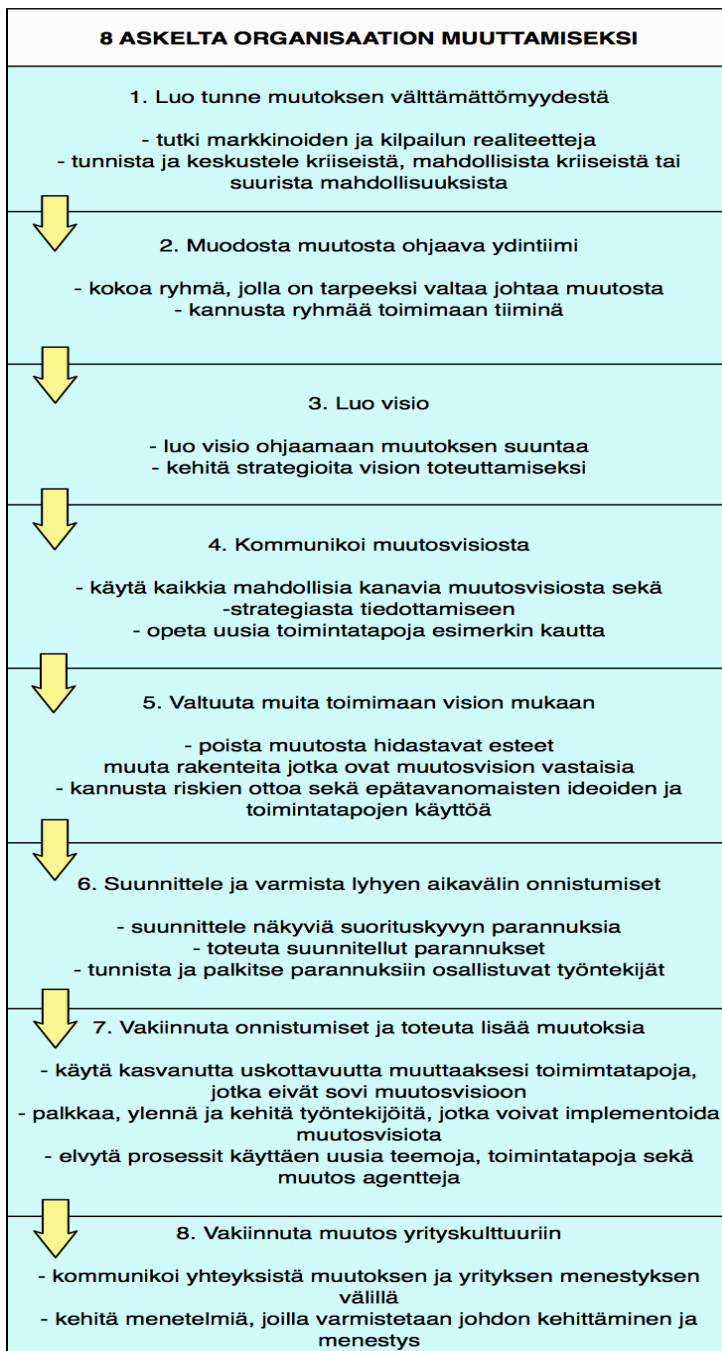 8 ASKELTA ORGANISAATION MUUTTAMISEKSI
1. Luo tunne muutoksen välttämättömyydestä
- tutki markkinoiden ja kilpailun realiteetteja
- tunnista ja keskustele kriiseistä, mahdollisista kriiseistä tai
suurista mahdollisuuksista
2. Muodosta muutosta ohjaava ydintiimi
- kokoa ryhmä, jolla on tarpeeksi valtaa johtaa muutosta
- kannusta ryhmää toimimaan tiiminä
3. Luo visio
- luo visio ohjaamaan muutoksen suuntaa
- kehitä strategioita vision toteuttamiseksi
4. Kommunikoi muutosvisiosta
- käytä kaikkia mahdollisia kanavia muutosvisiosta sekä
-strategiasta tiedottamiseen
- opeta uusia toimintatapoja esimerkin kautta
5. Valtuuta muita toimimaan vision mukaan
- poista muutosta hidastavat esteet
muuta rakenteita jotka ovat muutosvision vastaisia
- kannusta riskien ottoa sekä epätavanomaisten ideoiden ja
toimintatapojen käyttöä
6. Suunnittele ja varmista lyhyen aikavälin onnistumiset
- suunnittele näkyviä suorituskyvyn parannuksia
- toteuta suunnitellut parannukset
- tunnista ja palkitse parannuksiin osallistuvat työntekijät
7. Vakiinnuta onnistumiset ja toteuta lisää muutoksia
- käytä kasvanutta uskottavuutta muuttaaksesi toimimtatapoja,
jotka eivät sovi muutosvisioon
- palkkaa, ylennä ja kehitä työntekijöitä, jotka voivat implementoida
muutosvisiota
- elvytä prosessit käyttäen uusia teemoja, toimintatapoja sekä
muutos agentteja
8. Vakiinnuta muutos yrityskulttuuriin
- kommunikoi yhteyksistä muutoksen ja yrityksen menestyksen
välillä
- kehitä menetelmiä, joilla varmistetaan johdon kehittäminen ja
menestys